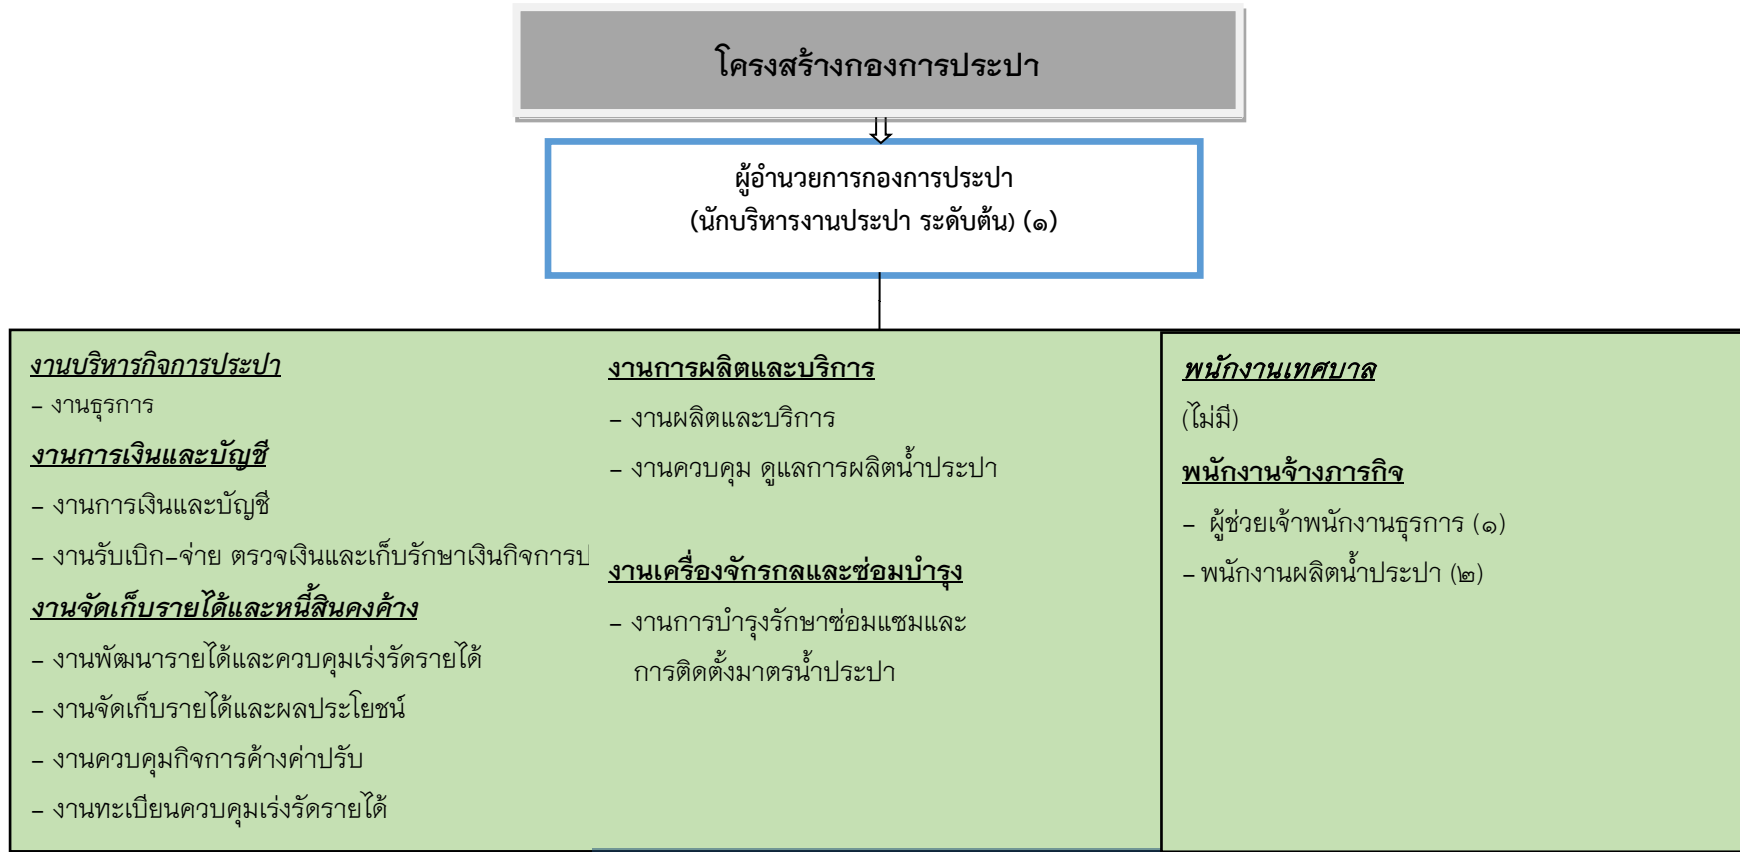 โครงสร้างกองการประปา
ผู้อำนวยการกองการประปา
(นักบริหารงานประปา ระดับต้น) (๑)
งานบริหารกิจการประปา
- งานธุรการ
งานการเงินและบัญชี
- งานการเงินและบัญชี
- งานรับเบิก-จ่าย ตรวจเงินและเก็บรักษาเงินกิจการป
งานจัดเก็บรายได้และหนี้สินคงค้าง
- งานพัฒนารายได้และควบคุมเร่งรัดรายได้
- งานจัดเก็บรายได้และผลประโยชน์
- งานควบคุมกิจการค้างค่าปรับ
- งานทะเบียนควบคุมเร่งรัดรายได้
งานการผลิตและบริการ
- งานผลิตและบริการ
- งานควบคุม ดูแลการผลิตน้ำประปา
งานเครื่องจักรกลและซ่อมบำรุง
- งานการบำรุงรักษาซ่อมแซมและ
การติดตั้งมาตรน้ำประปา
พนักงานเทศบาล
(ไม่มี)
พนักงานจ้างภารกิจ
- ผู้ช่วยเจ้าพนักงานธุรการ (๑)
- พนักงานผลิตน้ำประปา (๒)